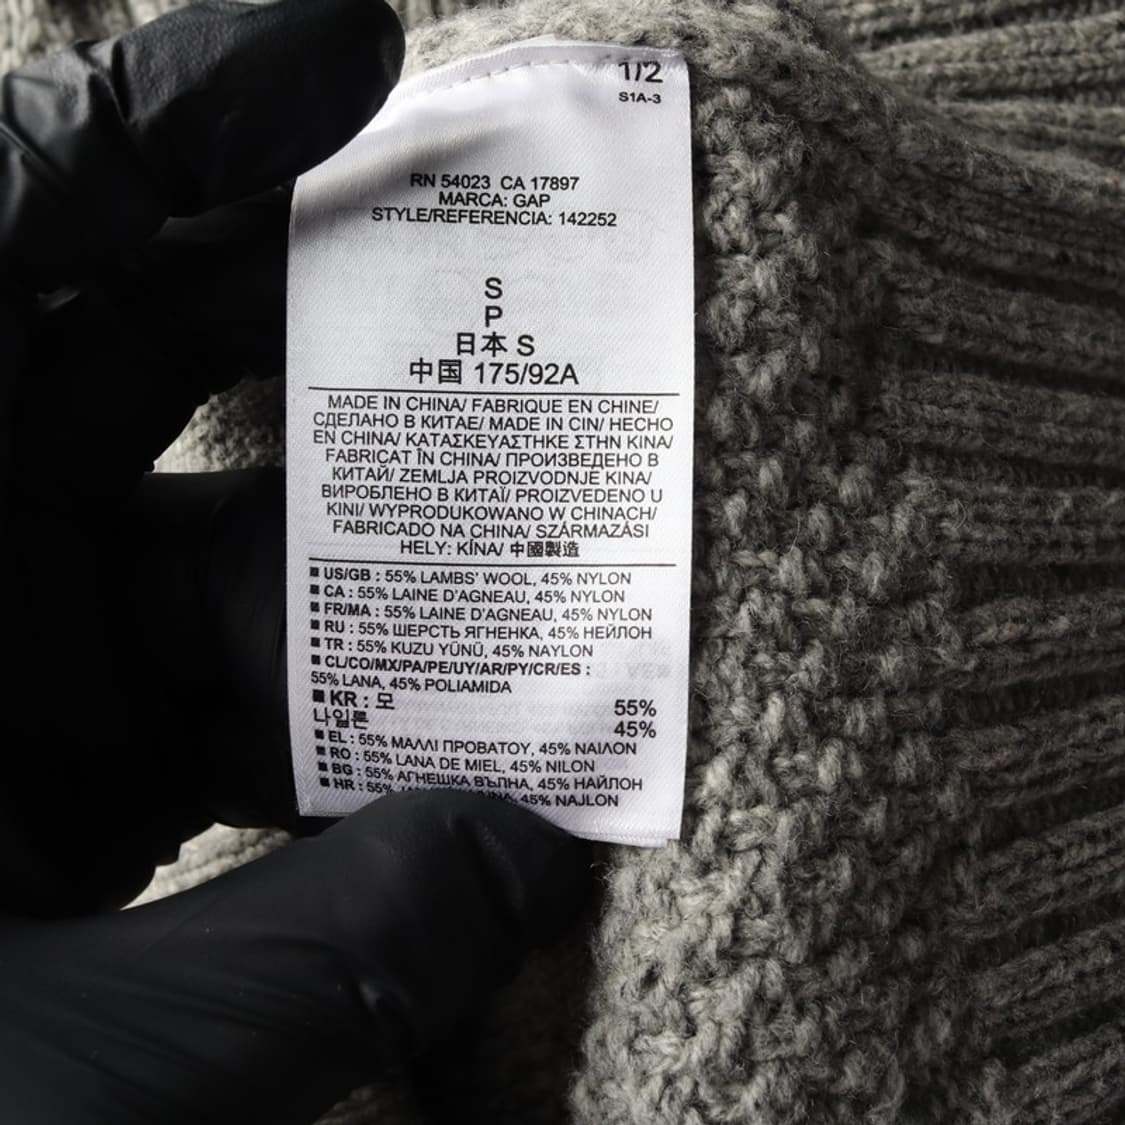 1/2
S1A-3
RN 54023 CA 17897
MARCA: GAP
STYLE/REFERENCIA: 142252
S
P
日本 S
中国 175/92A
MADE IN CHINA/ FABRIQUE EN CHINE/
СДЕЛАНО В КИТАЕ/ MADE IN CIN/ HECHO
EN CHINA/ ΚΑΤΑΣΚΕΥΑΣΤΗΚΕ ΣΤΗΝ ΚΙΝΑ/
FABRICAT ÎN CHINA/ ПРОИЗВЕДЕНО В
КИТАЙ/ ZEMLJA PROIZVODNJE KINA/
ВИРОБЛЕНО В КИТАЇ/ PROIZVEDENO U
KINI/ WYPRODUKOWANO W CHINACH/
FABRICADO NA CHINA/ SZÁRMAZÁSI
HELY: KÍNA/ 中國製造
■ US/GB : 55% LAMBS' WOOL, 45% NYLON
■ CA : 55% LAINE D'AGNEAU, 45% NYLON
■ FR/MA : 55% LAINE D'AGNEAU, 45% NYLON
■ RU : 55% ШЕРСТЬ ЯГНЕНКА, 45% НЕЙЛОН
■ TR : 55% KUZU YÜNÜ, 45% NAYLON
■ CL/CO/MX/PA/PE/UY/AR/PY/CR/ES :
55% LANA, 45% POLIAMIDA
■ KR : 모 55%
나일론 45%
■ EL : 55% ΜΑΛΛΙ ΠΡΟΒΑΤΟΥ, 45% ΝΑΙΛΟΝ
■ RO : 55% LANA DE MIEL, 45% NILON
■ BG : 55% АГНЕШКА ВЪЛНА, 45% НАЙЛОН
■ HR : 55% 45% NAJLON